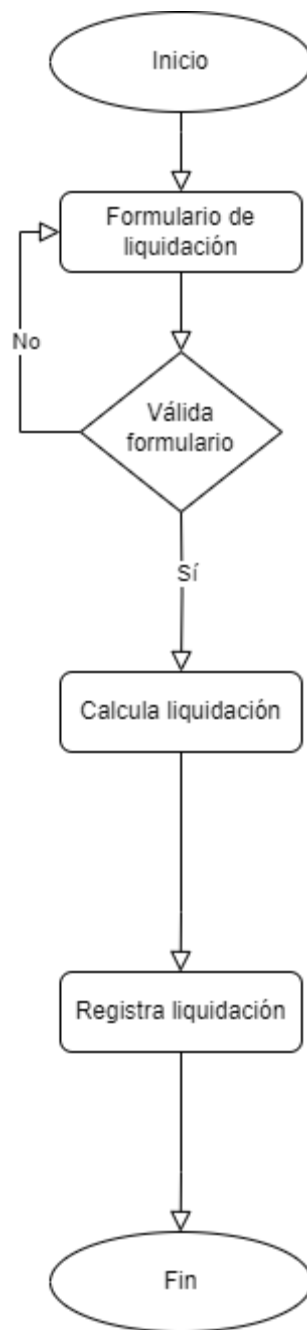 Inicio
Formulario de
liquidación
No
Válida
formulario
Sí
Calcula liquidación
Registra liquidación
Fin